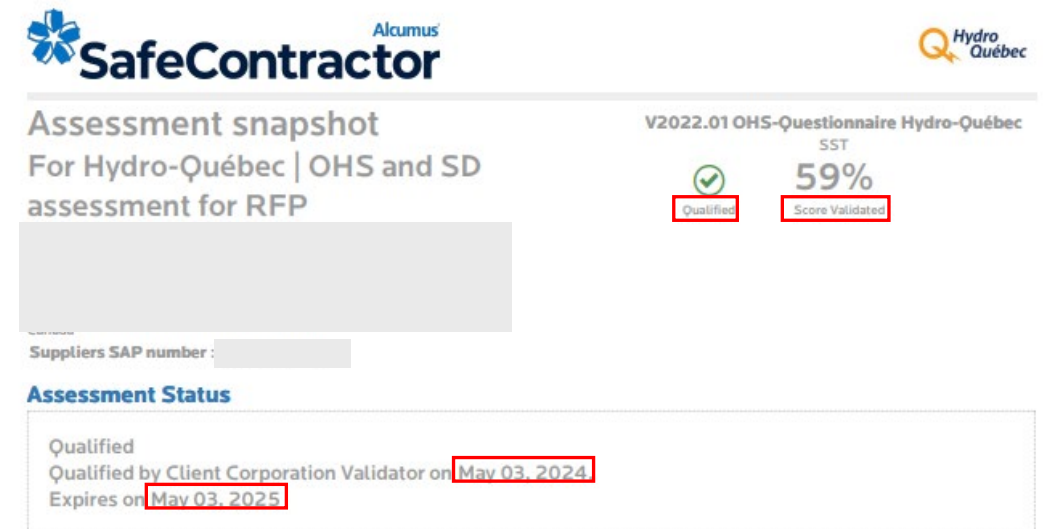 Alcumus
SafeContractor
Hydro
Québec
Assessment snapshot
For Hydro-Québec | OHS and SD
assessment for RFP
V2022.01 OHS-Questionnaire Hydro-Québec
SST
59%
Qualified
Score Validated
Canada
Suppliers SAP number :
Assessment Status
Qualified
Qualified by Client Corporation Validator on May 03, 2024.
Expires on May 03, 2025